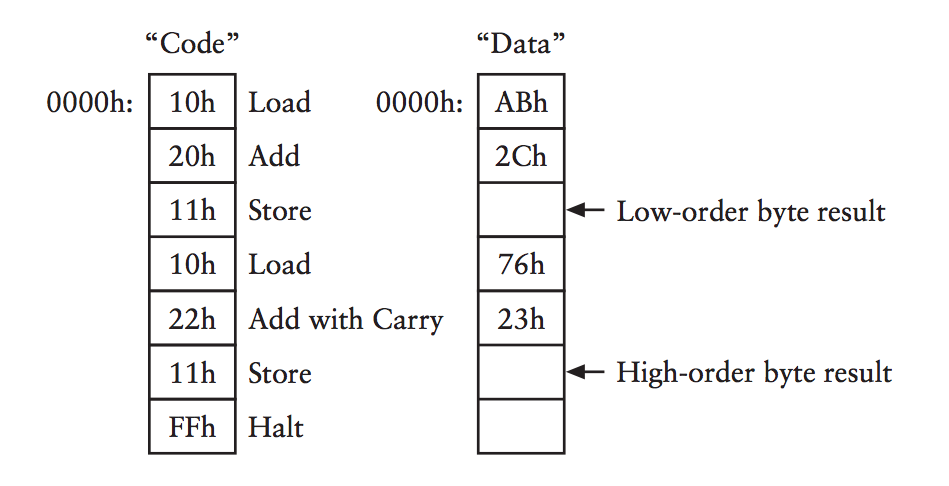 “Code” “Data”
0000h: 10h Load 0000h: ABh
20h Add 2Ch
11h Store Low-order byte result
10h Load 76h
22h Add with Carry 23h
11h Store High-order byte result
FFh Halt